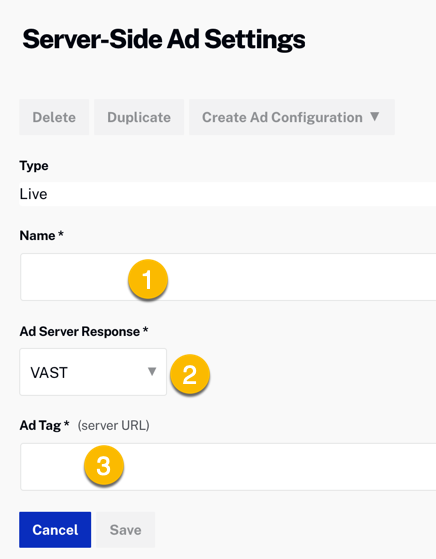 Server-Side Ad Settings
Delete Duplicate Create Ad Configuration ▼
Type
Live
Name *
1
Ad Server Response *
VAST ▼ 2
Ad Tag * (server URL)
3
Cancel Save